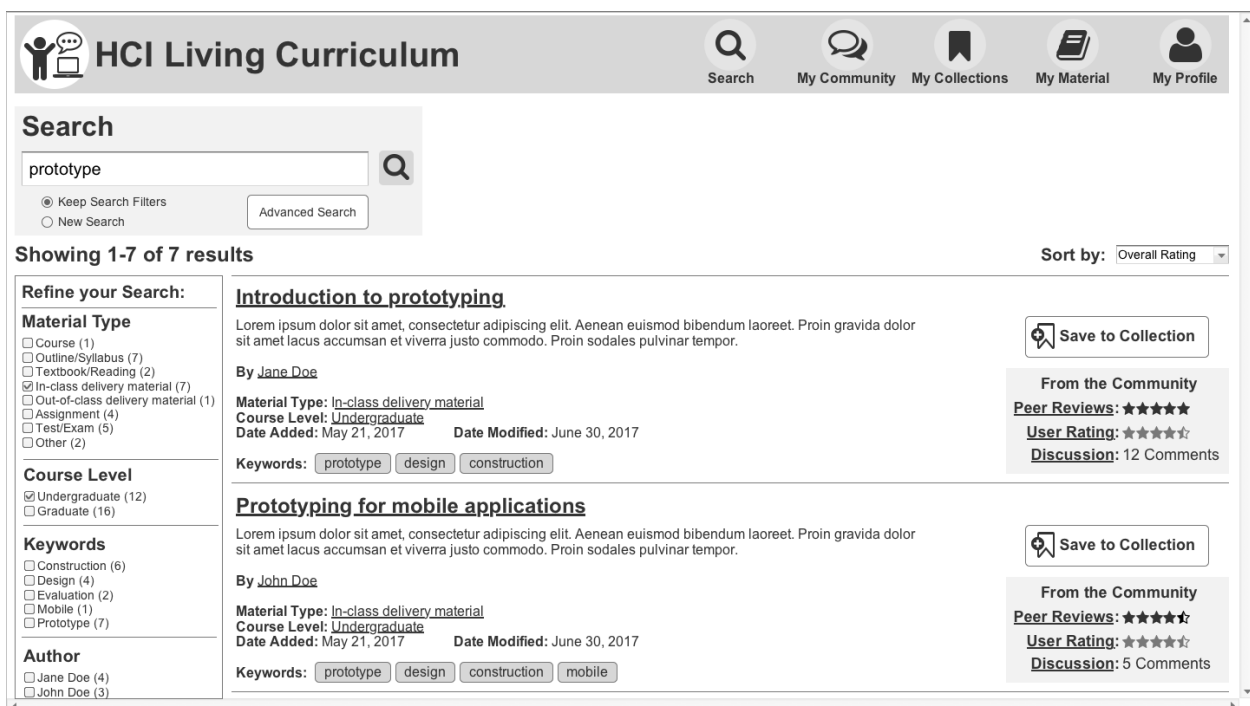 HCI Living Curriculum
Search
My Community
My Collections
My Material
My Profile
Search
prototype
Keep Search Filters
New Search
Advanced Search
Showing 1-7 of 7 results
Sort by: Overall Rating
Refine your Search:
Material Type
Course (1)
Outline/Syllabus (7)
Textbook/Reading (2)
In-class delivery material (7)
Out-of-class delivery material (1)
Assignment (4)
Test/Exam (5)
Other (2)
Course Level
Undergraduate (12)
Graduate (16)
Keywords
Construction (6)
Design (4)
Evaluation (2)
Mobile (1)
Prototype (7)
Author
Jane Doe (4)
John Doe (3)
Introduction to prototyping
Lorem ipsum dolor sit amet, consectetur adipiscing elit. Aenean euismod bibendum laoreet. Proin gravida dolor
sit amet lacus accumsan et viverra justo commodo. Proin sodales pulvinar tempor.
By Jane Doe
Material Type: In-class delivery material
Course Level: Undergraduate
Date Added: May 21, 2017 Date Modified: June 30, 2017
Keywords: prototype design construction
Save to Collection
From the Community
Peer Reviews:
User Rating:
Discussion: 12 Comments
Prototyping for mobile applications
Lorem ipsum dolor sit amet, consectetur adipiscing elit. Aenean euismod bibendum laoreet. Proin gravida dolor
sit amet lacus accumsan et viverra justo commodo. Proin sodales pulvinar tempor.
By John Doe
Material Type: In-class delivery material
Course Level: Undergraduate
Date Added: May 21, 2017 Date Modified: June 30, 2017
Keywords: prototype design construction mobile
Save to Collection
From the Community
Peer Reviews:
User Rating:
Discussion: 5 Comments